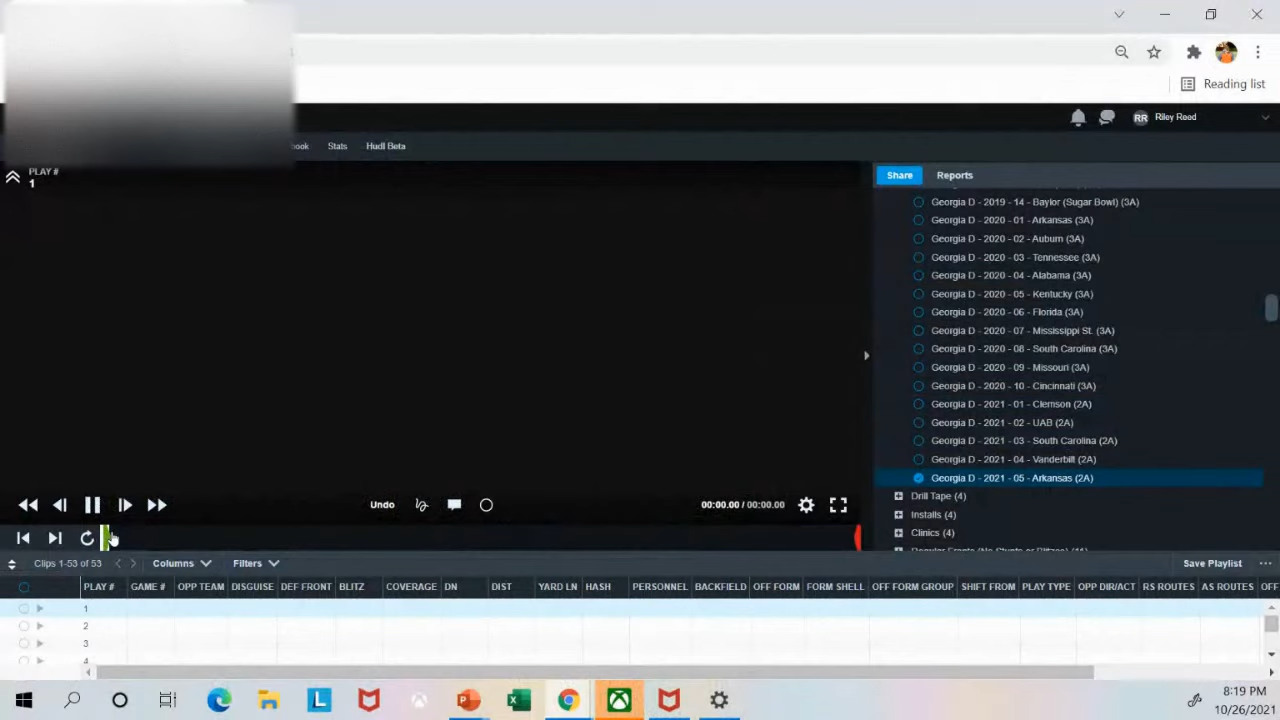 Reading list
RR Riley Reed
Stats Hudl Beta
PLAY #
1
Share Reports
Georgia D - 2019 - 14 - Baylor (Sugar Bowl) (3A)
Georgia D - 2020 - 01 - Arkansas (3A)
Georgia D - 2020 - 02 - Auburn (3A)
Georgia D - 2020 - 03 - Tennessee (3A)
Georgia D - 2020 - 04 - Alabama (3A)
Georgia D - 2020 - 05 - Kentucky (3A)
Georgia D - 2020 - 06 - Florida (3A)
Georgia D - 2020 - 07 - Mississippi St. (3A)
Georgia D - 2020 - 08 - South Carolina (3A)
Georgia D - 2020 - 09 - Missouri (3A)
Georgia D - 2020 - 10 - Cincinnati (3A)
Georgia D - 2021 - 01 - Clemson (2A)
Georgia D - 2021 - 02 - UAB (2A)
Georgia D - 2021 - 03 - South Carolina (2A)
Georgia D - 2021 - 04 - Vanderbilt (2A)
Georgia D - 2021 - 05 - Arkansas (2A)
Drill Tape (4)
Installs (4)
Clinics (4)
Undo 00:00.00 / 00:00.00
Clips 1-53 of 53 Columns Filters Save Playlist
PLAY # GAME # OPP TEAM DISGUISE DEF FRONT BLITZ COVERAGE DN DIST YARD LN HASH PERSONNEL BACKFIELD OFF FORM FORM SHELL OFF FORM GROUP SHIFT FROM PLAY TYPE OPP DIR/ACT RS ROUTES AS ROUTES OFF
1
2
3
4
8:19 PM
10/26/2021